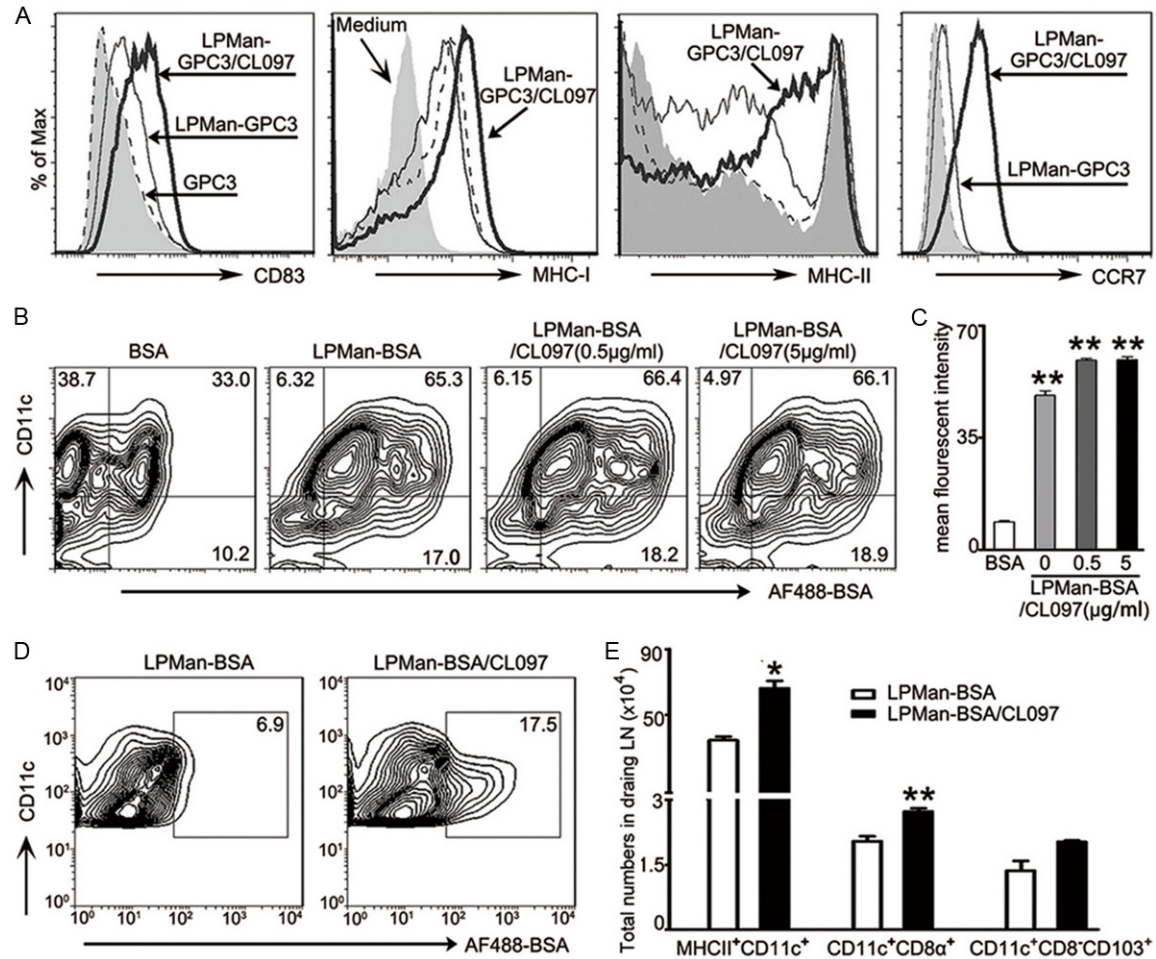 A
% of Max
LPMan-
GPC3/CL097
LPMan-GPC3
GPC3
CD83
Medium
LPMan-
GPC3/CL097
MHC-I
LPMan-
GPC3/CL097
MHC-II
LPMan-
GPC3/CL097
LPMan-GPC3
CCR7
B
CD11c
BSA
38.7 33.0
10.2
LPMan-BSA
6.32 65.3
17.0
LPMan-BSA
/CL097(0.5µg/ml)
6.15 66.4
18.2
LPMan-BSA
/CL097(5µg/ml)
4.97 66.1
18.9
AF488-BSA
C
mean flourescent intensity
70
35
0
**
** **
BSA 0 0.5 5
LPMan-BSA
/CL097(µg/ml)
D
CD11c
LPMan-BSA
10⁴
10³
10²
10¹
10⁰
6.9
10⁰ 10¹ 10² 10³ 10⁴
LPMan-BSA/CL097
10⁴
10³
10²
10¹
10⁰
17.5
10⁰ 10¹ 10² 10³ 10⁴
AF488-BSA
E
Total numbers in draing LN (x10⁴)
90
50
3
1.5
0
LPMan-BSA
LPMan-BSA/CL097
*
**
MHCII⁺CD11c⁺ CD11c⁺CD8α⁺ CD11c⁺CD8⁻CD103⁺